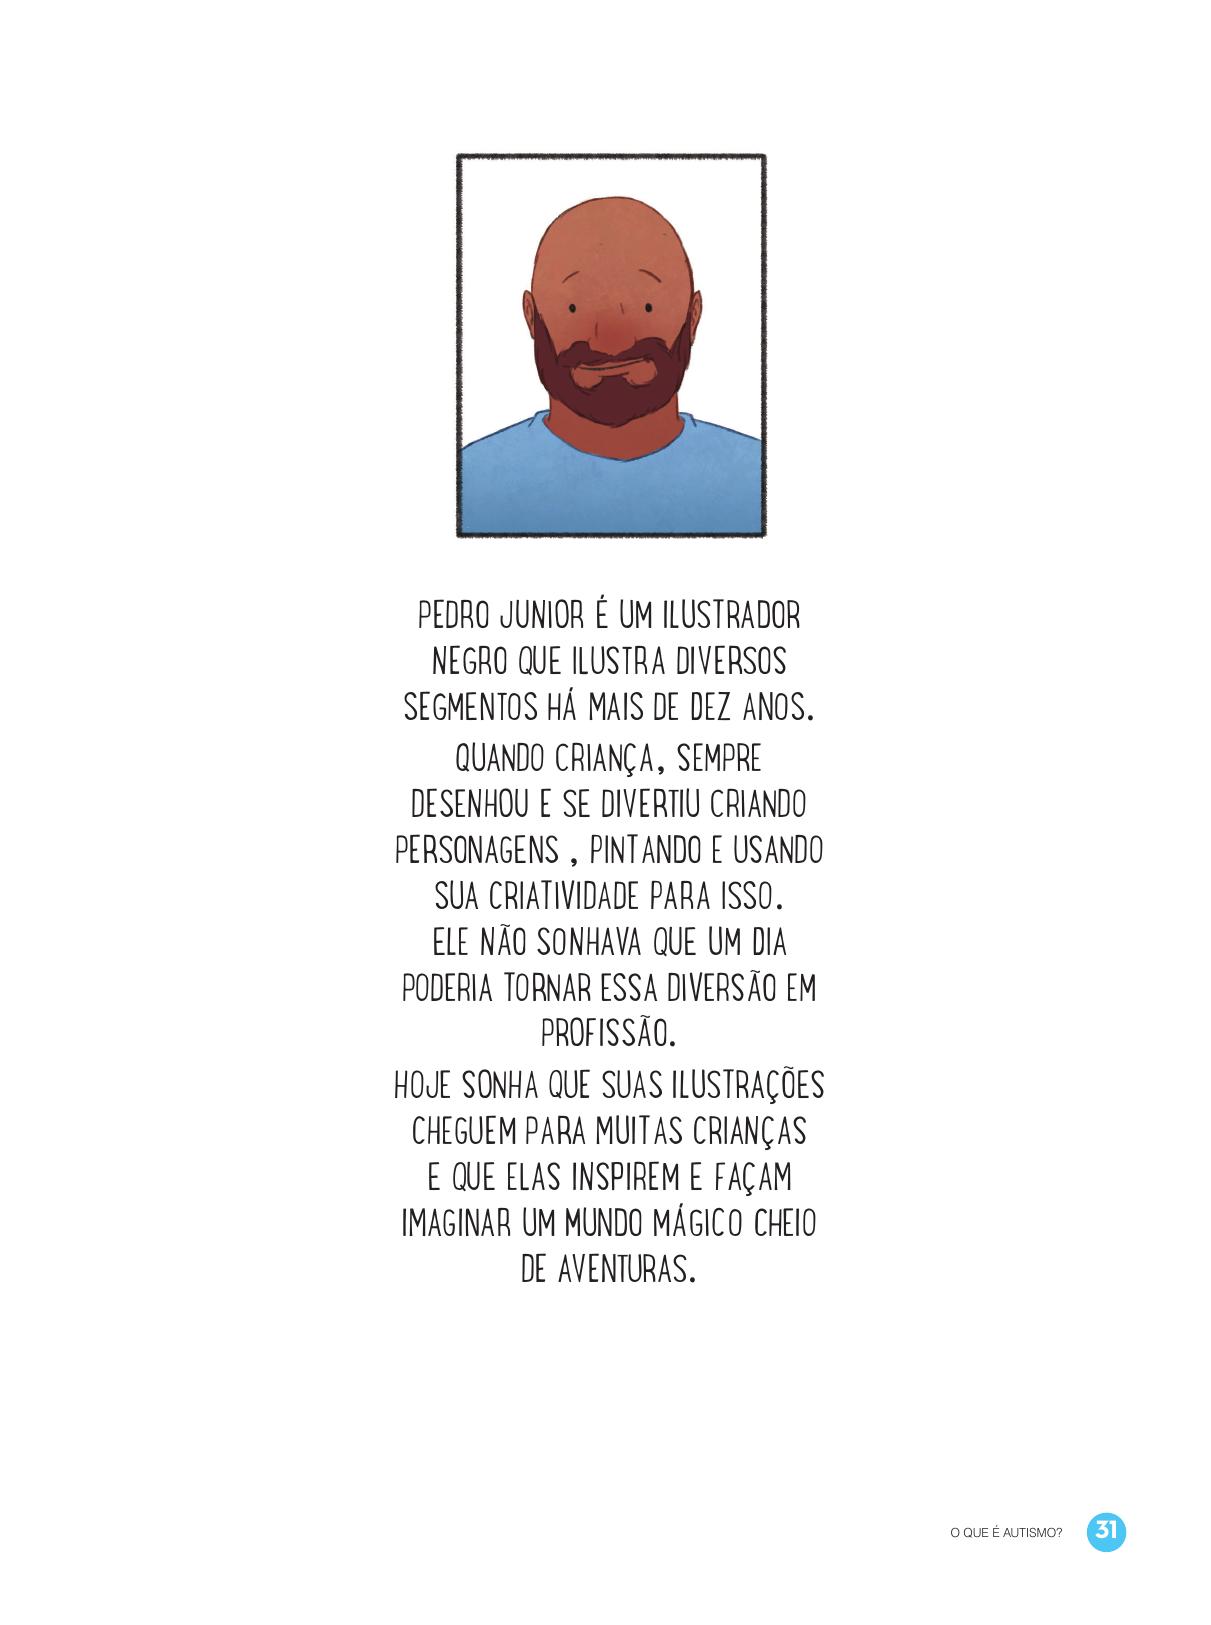 PEDRO JUNIOR É UM ILUSTRADOR
NEGRO QUE ILUSTRA DIVERSOS
SEGMENTOS HÁ MAIS DE DEZ ANOS.
QUANDO CRIANÇA, SEMPRE
DESENHOU E SE DIVERTIU CRIANDO
PERSONAGENS , PINTANDO E USANDO
SUA CRIATIVIDADE PARA ISSO.
ELE NÃO SONHAVA QUE UM DIA
PODERIA TORNAR ESSA DIVERSÃO EM
PROFISSÃO.
HOJE SONHA QUE SUAS ILUSTRAÇÕES
CHEGUEM PARA MUITAS CRIANÇAS
E QUE ELAS INSPIREM E FAÇAM
IMAGINAR UM MUNDO MÁGICO CHEIO
DE AVENTURAS.
O QUE É AUTISMO? 31